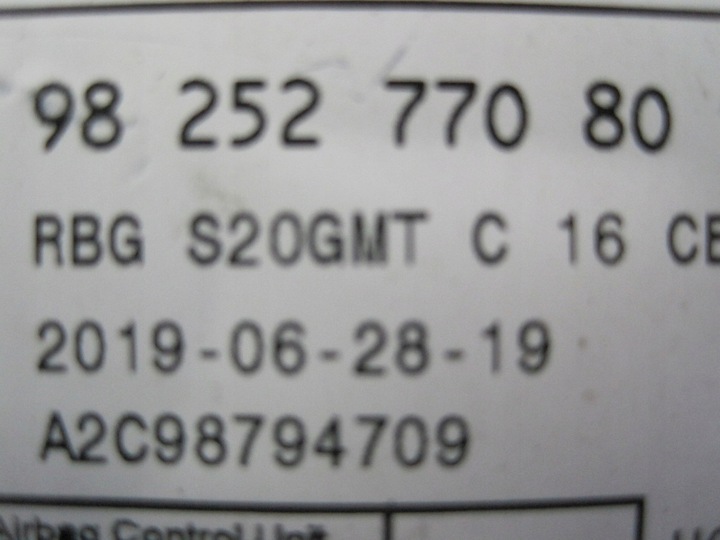 98 252 770 80
RBG S20GMT C 16 CE
2019-06-28-19
A2C98794709
Airbag Control Unit